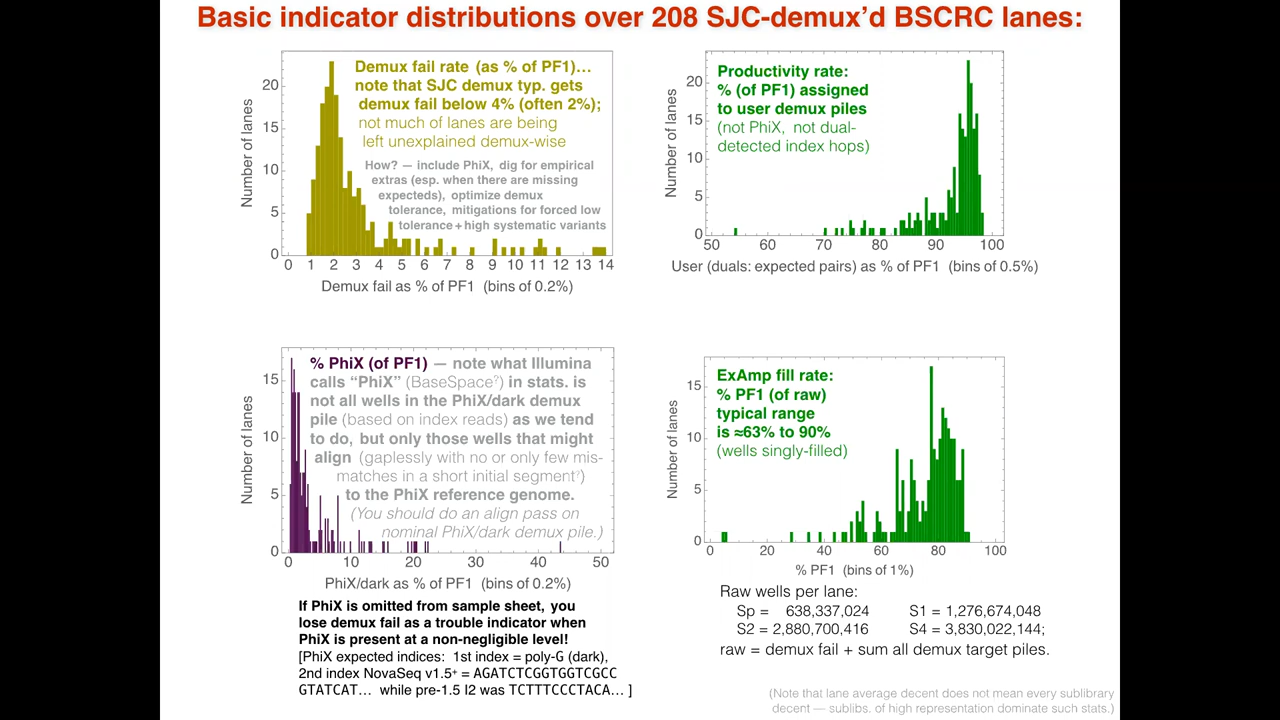 Basic indicator distributions over 208 SJC-demux’d BSCRC lanes:
Demux fail rate (as % of PF1)…
note that SJC demux typ. gets
demux fail below 4% (often 2%);
not much of lanes are being
left unexplained demux-wise
How? — include PhiX, dig for empirical
extras (esp. when there are missing
expecteds), optimize demux
tolerance, mitigations for forced low
tolerance + high systematic variants
Number of lanes
20
15
10
5
0
0 1 2 3 4 5 6 7 8 9 10 11 12 13 14
Demux fail as % of PF1 (bins of 0.2%)
Productivity rate:
% (of PF1) assigned
to user demux piles
(not PhiX, not dual-
detected index hops)
Number of lanes
20
15
10
5
0
50 60 70 80 90 100
User (duals: expected pairs) as % of PF1 (bins of 0.5%)
% PhiX (of PF1) — note what Illumina
calls “PhiX” (BaseSpace?) in stats. is
not all wells in the PhiX/dark demux
pile (based on index reads) as we tend
to do, but only those wells that might
align (gaplessly with no or only few mis-
matches in a short initial segment?)
to the PhiX reference genome.
(You should do an align pass on
nominal PhiX/dark demux pile.)
Number of lanes
15
10
5
0
0 10 20 30 40 50
PhiX/dark as % of PF1 (bins of 0.2%)
If PhiX is omitted from sample sheet, you
lose demux fail as a trouble indicator when
PhiX is present at a non-negligible level!
[PhiX expected indices: 1st index = poly-G (dark),
2nd index NovaSeq v1.5+ = AGATCTCGGTGGTCGCC
GTATCAT… while pre-1.5 I2 was TCTTTCCCTACA… ]
ExAmp fill rate:
% PF1 (of raw)
typical range
is ≈63% to 90%
(wells singly-filled)
Number of lanes
15
10
5
0
0 20 40 60 80 100
% PF1 (bins of 1%)
Raw wells per lane:
Sp = 638,337,024 S1 = 1,276,674,048
S2 = 2,880,700,416 S4 = 3,830,022,144;
raw = demux fail + sum all demux target piles.
(Note that lane average decent does not mean every sublibrary
decent — sublibs. of high representation dominate such stats.)